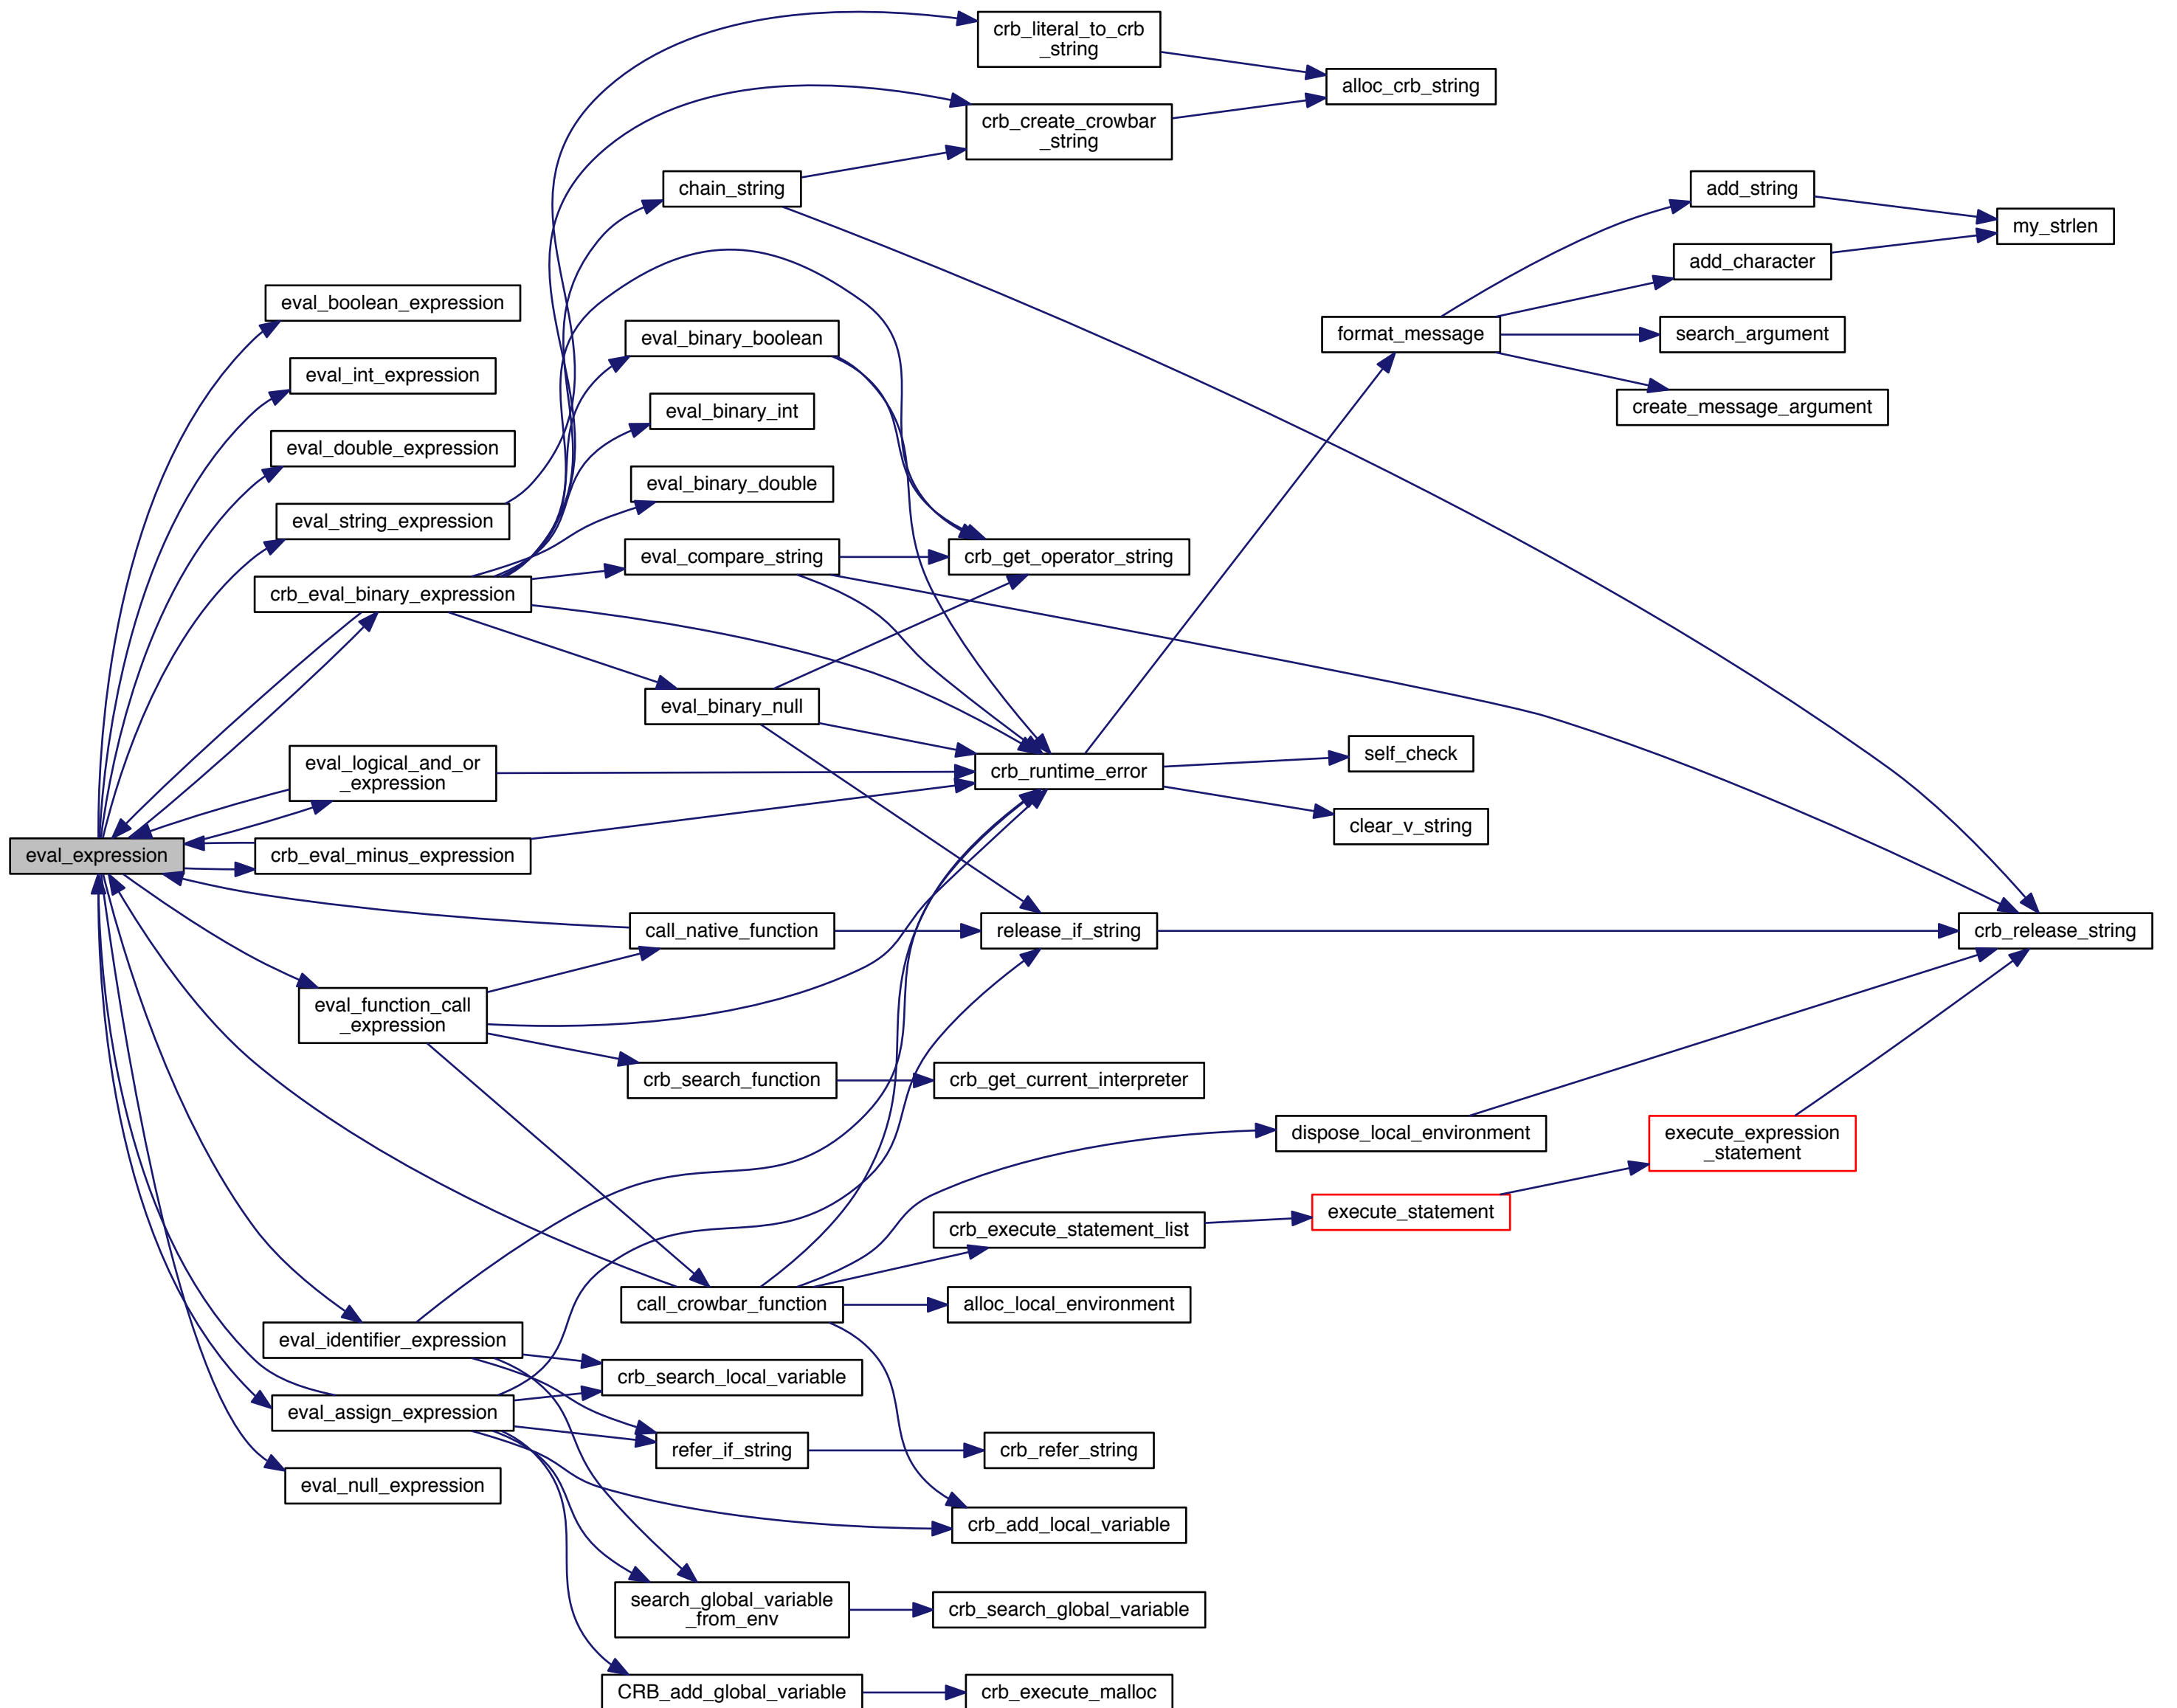 crb_literal_to_crb
_string
alloc_crb_string
crb_create_crowbar
_string
chain_string
add_string
my_strlen
add_character
eval_boolean_expression
eval_binary_boolean
format_message
search_argument
eval_int_expression
eval_binary_int
create_message_argument
eval_double_expression
eval_binary_double
eval_string_expression
eval_compare_string
crb_get_operator_string
crb_eval_binary_expression
eval_binary_null
eval_logical_and_or
_expression
crb_runtime_error
self_check
clear_v_string
eval_expression
crb_eval_minus_expression
call_native_function
release_if_string
crb_release_string
eval_function_call
_expression
crb_search_function
crb_get_current_interpreter
dispose_local_environment
execute_expression
_statement
execute_statement
crb_execute_statement_list
call_crowbar_function
alloc_local_environment
eval_identifier_expression
crb_search_local_variable
eval_assign_expression
refer_if_string
crb_refer_string
eval_null_expression
crb_add_local_variable
search_global_variable
_from_env
crb_search_global_variable
CRB_add_global_variable
crb_execute_malloc